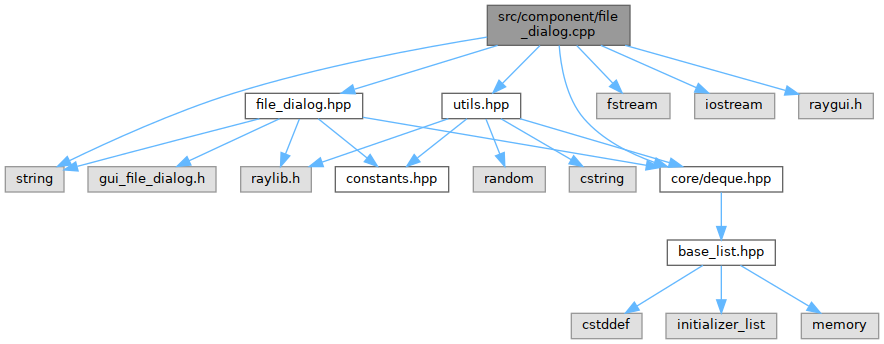 src/component/file
_dialog.cpp
file_dialog.hpp
utils.hpp
fstream
iostream
raygui.h
string
gui_file_dialog.h
raylib.h
constants.hpp
random
cstring
core/deque.hpp
base_list.hpp
cstddef
initializer_list
memory